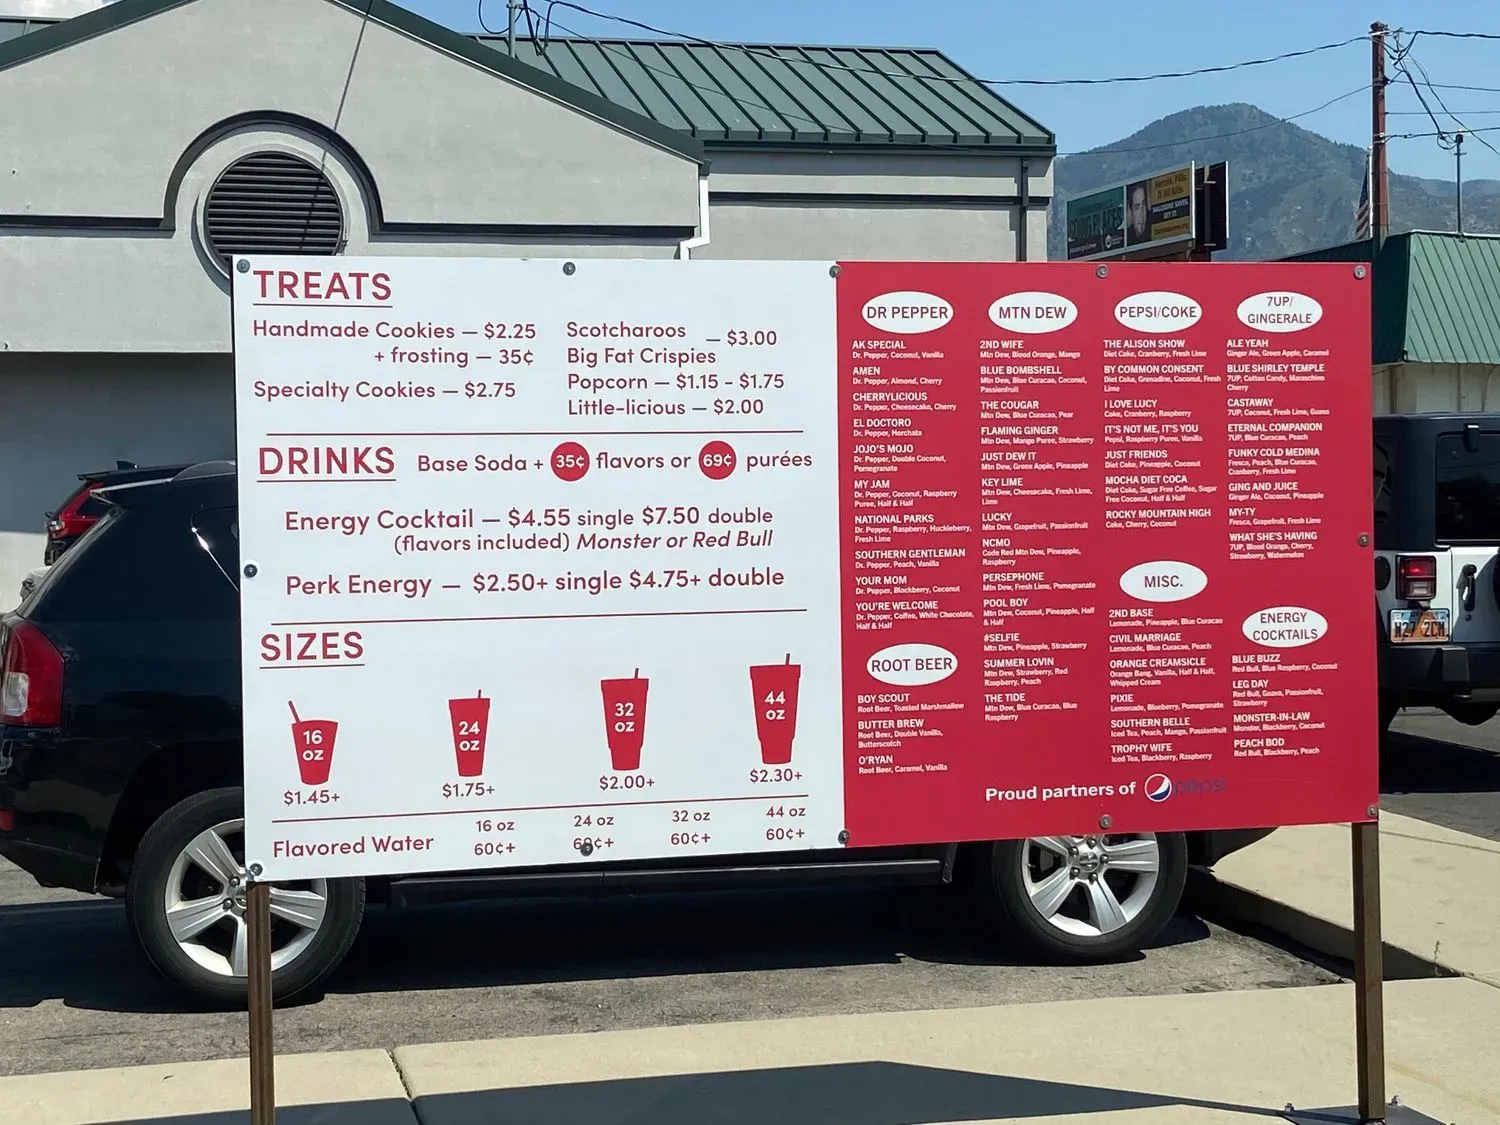 TREATS
Handmade Cookies — $2.25
+ frosting — 35¢
Specialty Cookies — $2.75
Scotcharoos
Big Fat Crispies
— $3.00
Popcorn — $1.15 - $1.75
Little-licious — $2.00
DRINKS
Base Soda + 35¢ flavors or 69¢ purées
Energy Cocktail — $4.55 single $7.50 double
(flavors included) Monster or Red Bull
Perk Energy — $2.50+ single $4.75+ double
SIZES
16 oz
$1.45+
24 oz
$1.75+
32 oz
$2.00+
44 oz
$2.30+
Flavored Water
16 oz
60¢+
24 oz
60¢+
32 oz
60¢+
44 oz
60¢+
DR PEPPER
AK SPECIAL
Dr. Pepper, Coconut, Vanilla
AMEN
Dr. Pepper, Almond, Cherry
CHERRYLICIOUS
Dr. Pepper, Cheesecake, Cherry
EL DOCTORO
Dr. Pepper, Horchata
JOJO'S MOJO
Dr. Pepper, Double Coconut,
Pomegranate
MY JAM
Dr. Pepper, Coconut, Raspberry
Puree, Half & Half
NATIONAL PARKS
Dr. Pepper, Raspberry, Huckleberry,
Fresh Lime
SOUTHERN GENTLEMAN
Dr. Pepper, Peach, Vanilla
YOUR MOM
Dr. Pepper, Blackberry, Coconut
YOU'RE WELCOME
Dr. Pepper, Coffee, White Chocolate,
Half & Half
ROOT BEER
BOY SCOUT
Root Beer, Toasted Marshmallow
BUTTER BREW
Root Beer, Double Vanilla,
Butterscotch
O'RYAN
Root Beer, Caramel, Vanilla
MTN DEW
2ND WIFE
Mtn Dew, Blood Orange, Mango
BLUE BOMBSHELL
Mtn Dew, Blue Curacao, Coconut,
Passionfruit
THE COUGAR
Mtn Dew, Blue Curacao, Pear
FLAMING GINGER
Mtn Dew, Mango Puree, Strawberry
JUST DEW IT
Mtn Dew, Green Apple, Pineapple
KEY LIME
Mtn Dew, Cheesecake, Fresh Lime,
Lime
LUCKY
Mtn Dew, Grapefruit, Passionfruit
NCMO
Code Red Mtn Dew, Pineapple,
Raspberry
PERSEPHONE
Mtn Dew, Fresh Lime, Pomegranate
POOL BOY
Mtn Dew, Coconut, Pineapple, Half
& Half
#SELFIE
Mtn Dew, Pineapple, Strawberry
SUMMER LOVIN
Mtn Dew, Strawberry, Red
Raspberry, Peach
THE TIDE
Mtn Dew, Blue Curacao, Blue
Raspberry
PEPSI/COKE
THE ALISON SHOW
Diet Coke, Cranberry, Fresh Lime
BY COMMON CONSENT
Diet Coke, Grenadine, Coconut, Fresh
Lime
I LOVE LUCY
Coke, Cranberry, Raspberry
IT'S NOT ME, IT'S YOU
Pepsi, Raspberry Puree, Vanilla
JUST FRIENDS
Diet Coke, Pineapple, Coconut
MOCHA DIET COCA
Diet Coke, Sugar Free Coffee, Sugar
Free Coconut, Half & Half
ROCKY MOUNTAIN HIGH
Coke, Cherry, Coconut
MISC.
2ND BASE
Lemonade, Pineapple, Blue Curacao
CIVIL MARRIAGE
Lemonade, Blue Curacao, Peach
ORANGE CREAMSICLE
Orange Bang, Vanilla, Half & Half,
Whipped Cream
PIXIE
Lemonade, Blueberry, Pomegranate
SOUTHERN BELLE
Iced Tea, Peach, Mango, Passionfruit
TROPHY WIFE
Iced Tea, Blackberry, Raspberry
7UP/
GINGERALE
ALE YEAH
Ginger Ale, Green Apple, Caramel
BLUE SHIRLEY TEMPLE
7UP, Cotton Candy, Maraschino
Cherry
CASTAWAY
7UP, Coconut, Fresh Lime, Guava
ETERNAL COMPANION
7UP, Blue Curacao, Peach
FUNKY COLD MEDINA
Fresca, Peach, Blue Curacao,
Cranberry, Fresh Lime
GING AND JUICE
Ginger Ale, Coconut, Pineapple
MY-TY
Fresca, Grapefruit, Fresh Lime
WHAT SHE'S HAVING
7UP, Blood Orange, Cherry,
Strawberry, Watermelon
ENERGY
COCKTAILS
BLUE BUZZ
Red Bull, Blue Raspberry, Coconut
LEG DAY
Red Bull, Guava, Passionfruit,
Strawberry
MONSTER-IN-LAW
Monster, Blackberry, Coconut
PEACH BOD
Red Bull, Blackberry, Peach
Proud partners of pepsi
PLACES